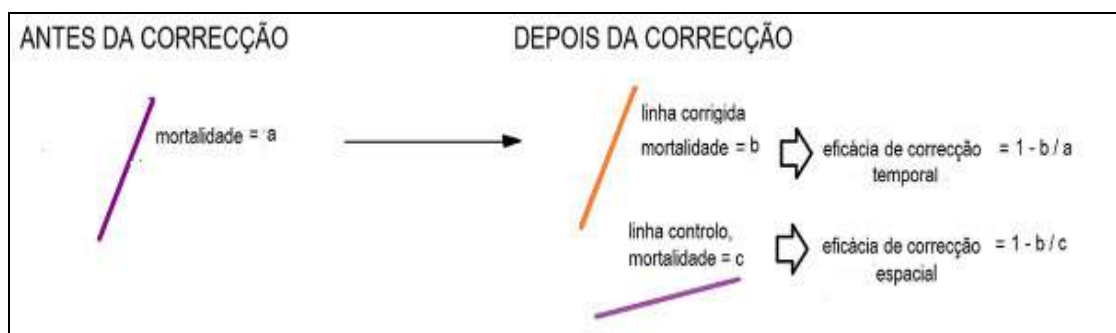 ANTES DA CORRECÇÃO
DEPOIS DA CORRECÇÃO
mortalidade = a
linha corrigida
mortalidade = b
eficácia de correcção = 1 - b / a
temporal
linha controlo,
mortalidade = c
eficácia de correcção = 1 - b / c
espacial